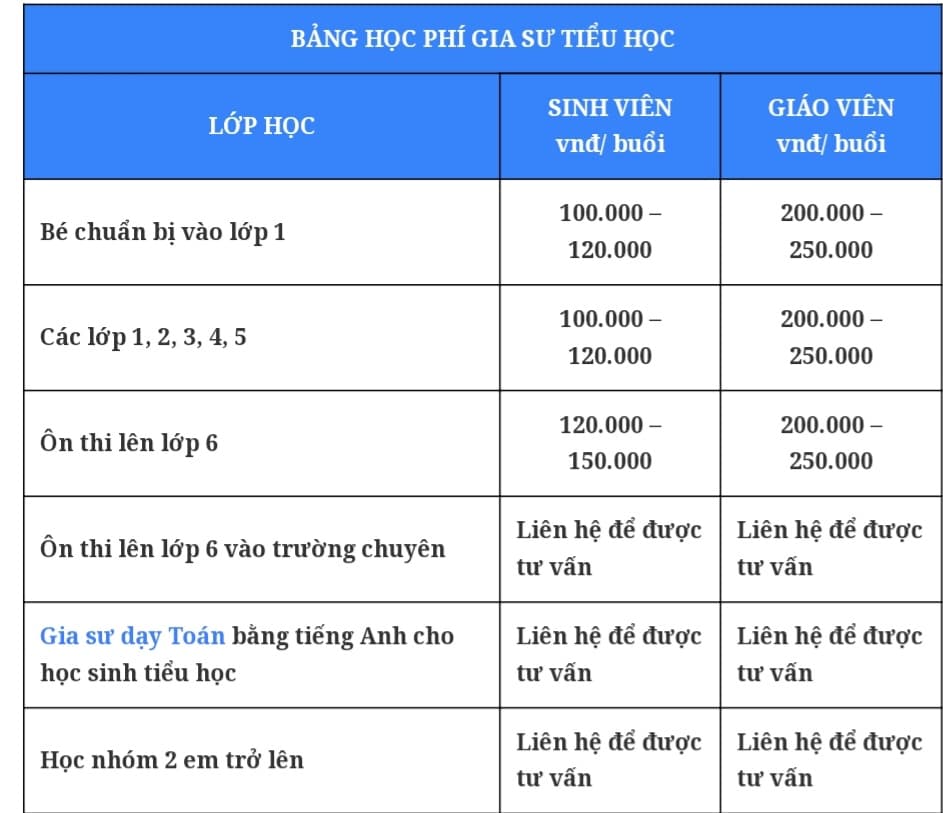 BẢNG HỌC PHÍ GIA SƯ TIỂU HỌC
LỚP HỌC
SINH VIÊN
vnđ/ buổi
GIÁO VIÊN
vnđ/ buổi
Bé chuẩn bị vào lớp 1
100.000 –
120.000
200.000 –
250.000
Các lớp 1, 2, 3, 4, 5
100.000 –
120.000
200.000 –
250.000
Ôn thi lên lớp 6
120.000 –
150.000
200.000 –
250.000
Ôn thi lên lớp 6 vào trường chuyên
Liên hệ để được
tư vấn
Liên hệ để được
tư vấn
Gia sư dạy Toán bằng tiếng Anh cho
học sinh tiểu học
Liên hệ để được
tư vấn
Liên hệ để được
tư vấn
Học nhóm 2 em trở lên
Liên hệ để được
tư vấn
Liên hệ để được
tư vấn